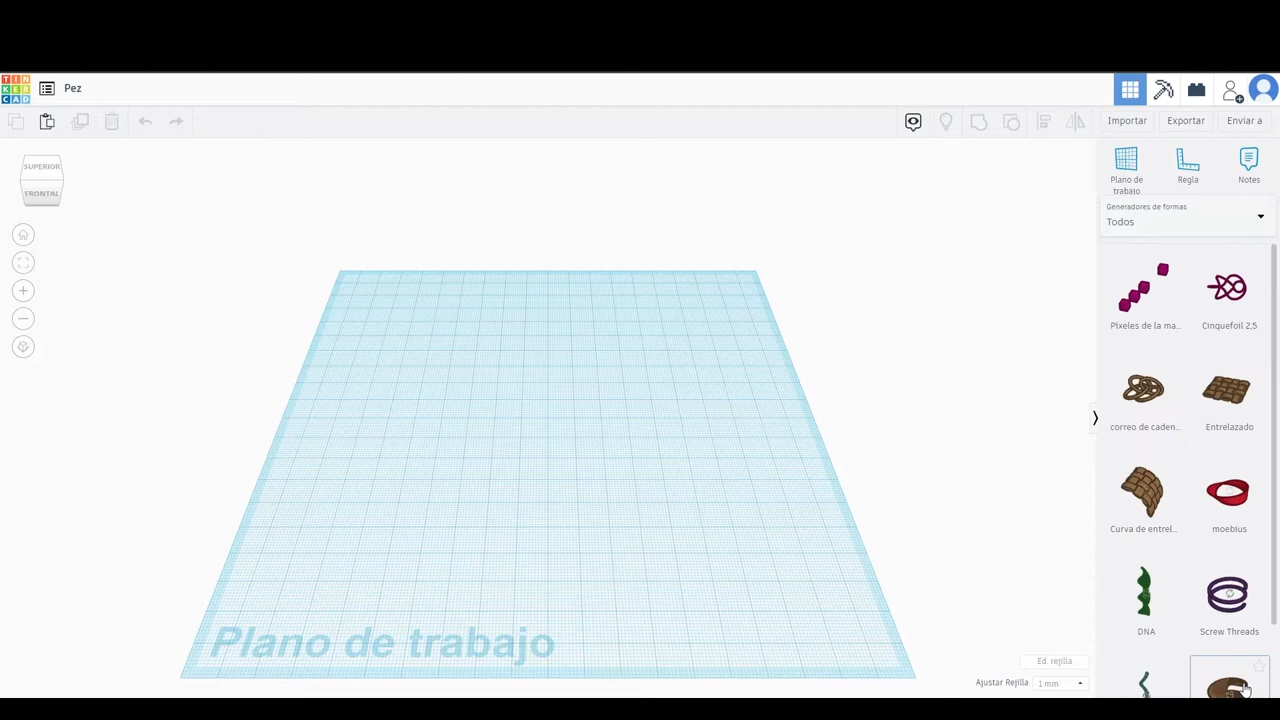 TIN
KER
CAD
Pez
Importar
Exportar
Enviar a
SUPERIOR
FRONTAL
Plano de
trabajo
Regla
Notes
Generadores de formas
Todos
Pixeles de la ma...
Cinquefoil 2,5
correo de caden...
Entrelazado
Curva de entrel...
moebius
DNA
Screw Threads
Plano de trabajo
Ed. rejilla
Ajustar Rejilla
1 mm